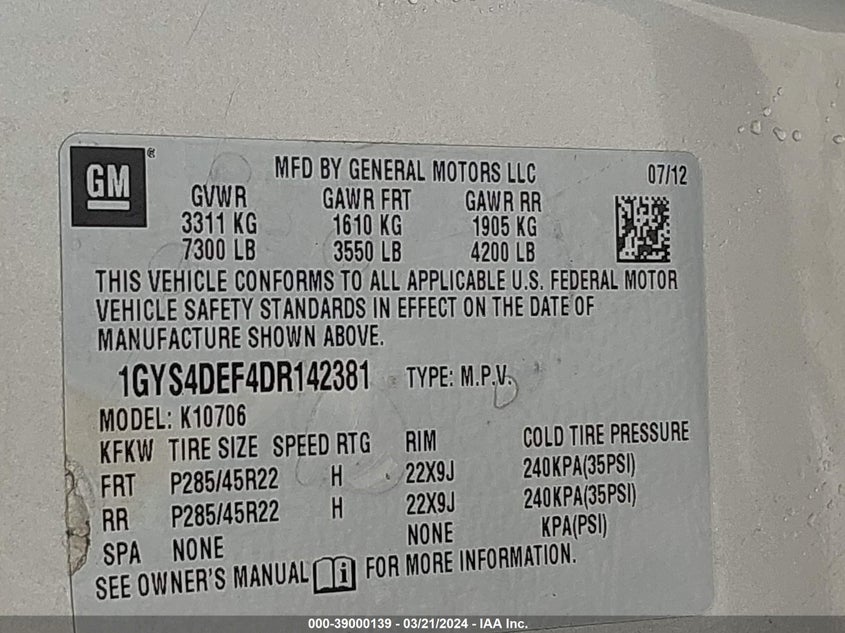 GM®
MFD BY GENERAL MOTORS LLC 07/12
GVWR GAWR FRT GAWR RR
3311 KG 1610 KG 1905 KG
7300 LB 3550 LB 4200 LB
THIS VEHICLE CONFORMS TO ALL APPLICABLE U.S. FEDERAL MOTOR
VEHICLE SAFETY STANDARDS IN EFFECT ON THE DATE OF
MANUFACTURE SHOWN ABOVE.
1GYS4DEF4DR142381 TYPE: M.P.V.
MODEL: K10706
KFKW TIRE SIZE SPEED RTG RIM COLD TIRE PRESSURE
FRT P285/45R22 H 22X9J 240KPA(35PSI)
RR P285/45R22 H 22X9J 240KPA(35PSI)
SPA NONE NONE KPA(PSI)
SEE OWNER'S MANUAL i FOR MORE INFORMATION.
000-39000139 - 03/21/2024 - IAA Inc.